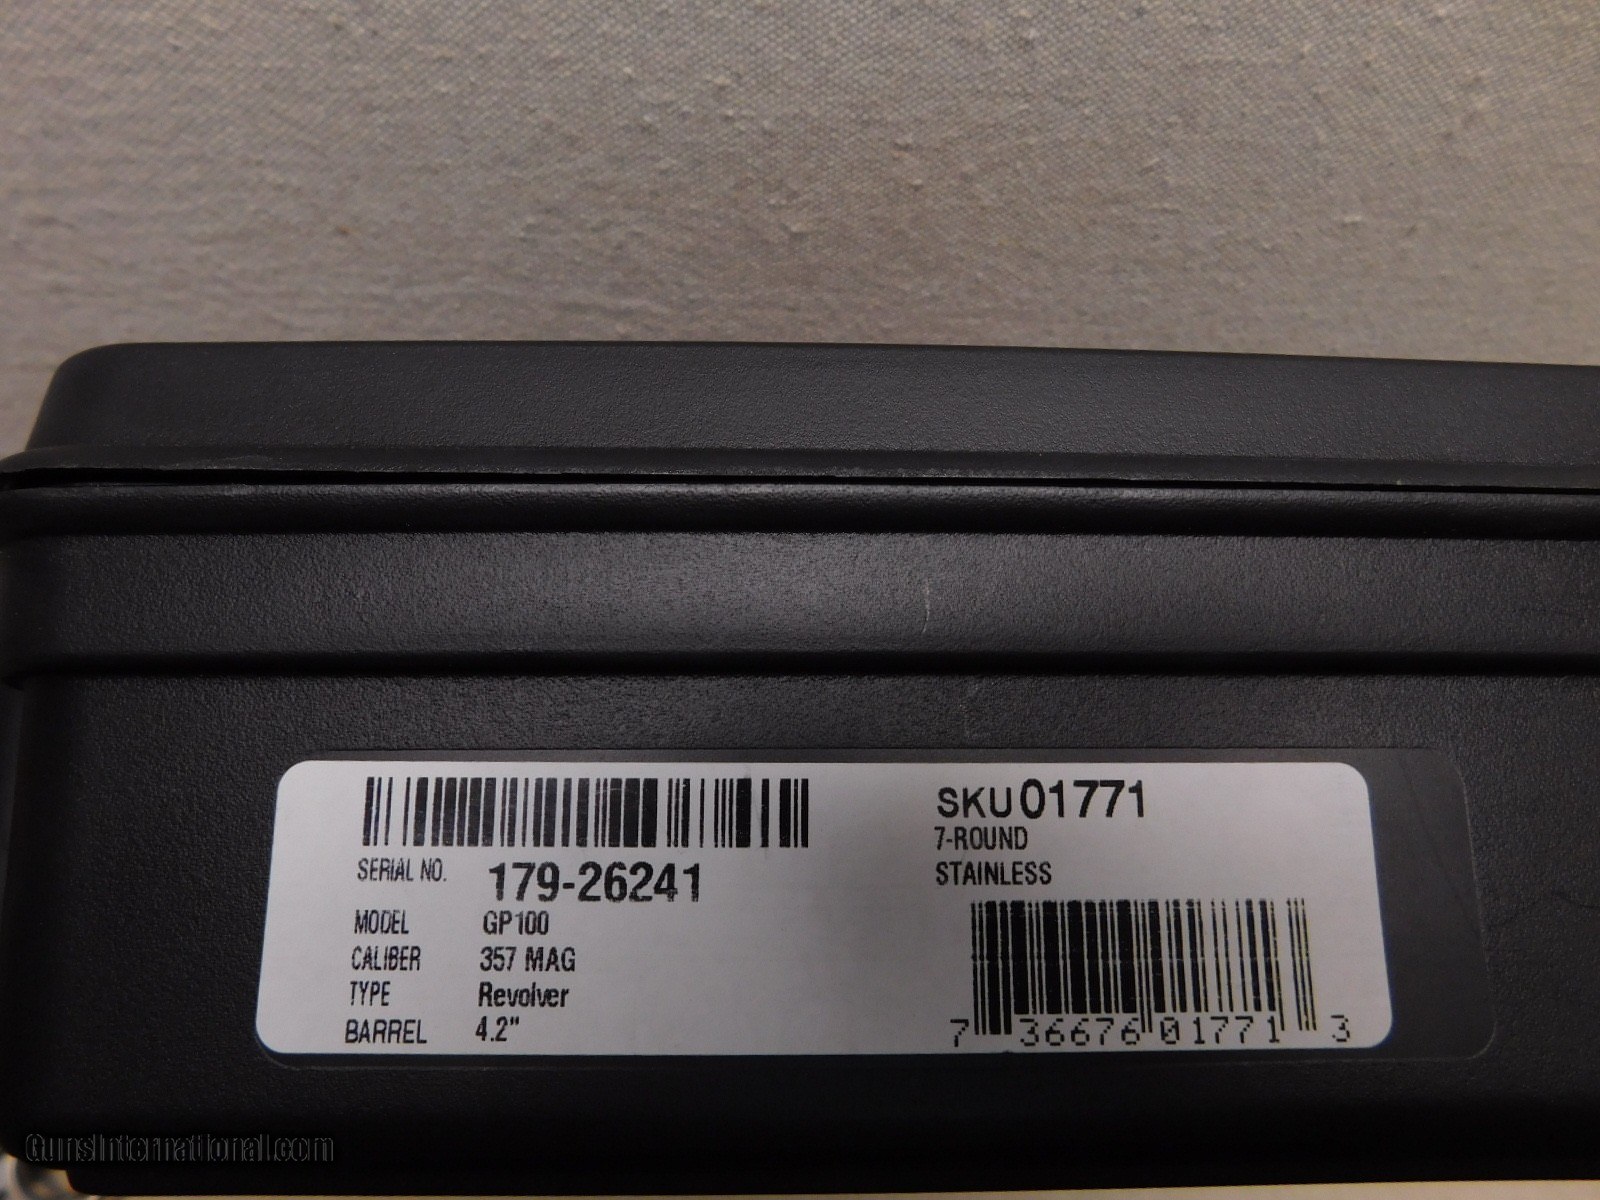 SERIAL NO. 179-26241
MODEL GP100
CALIBER 357 MAG
TYPE Revolver
BARREL 4.2"
SKU 01771
7-ROUND
STAINLESS
7 36676 01771 3
GunsInternational.com